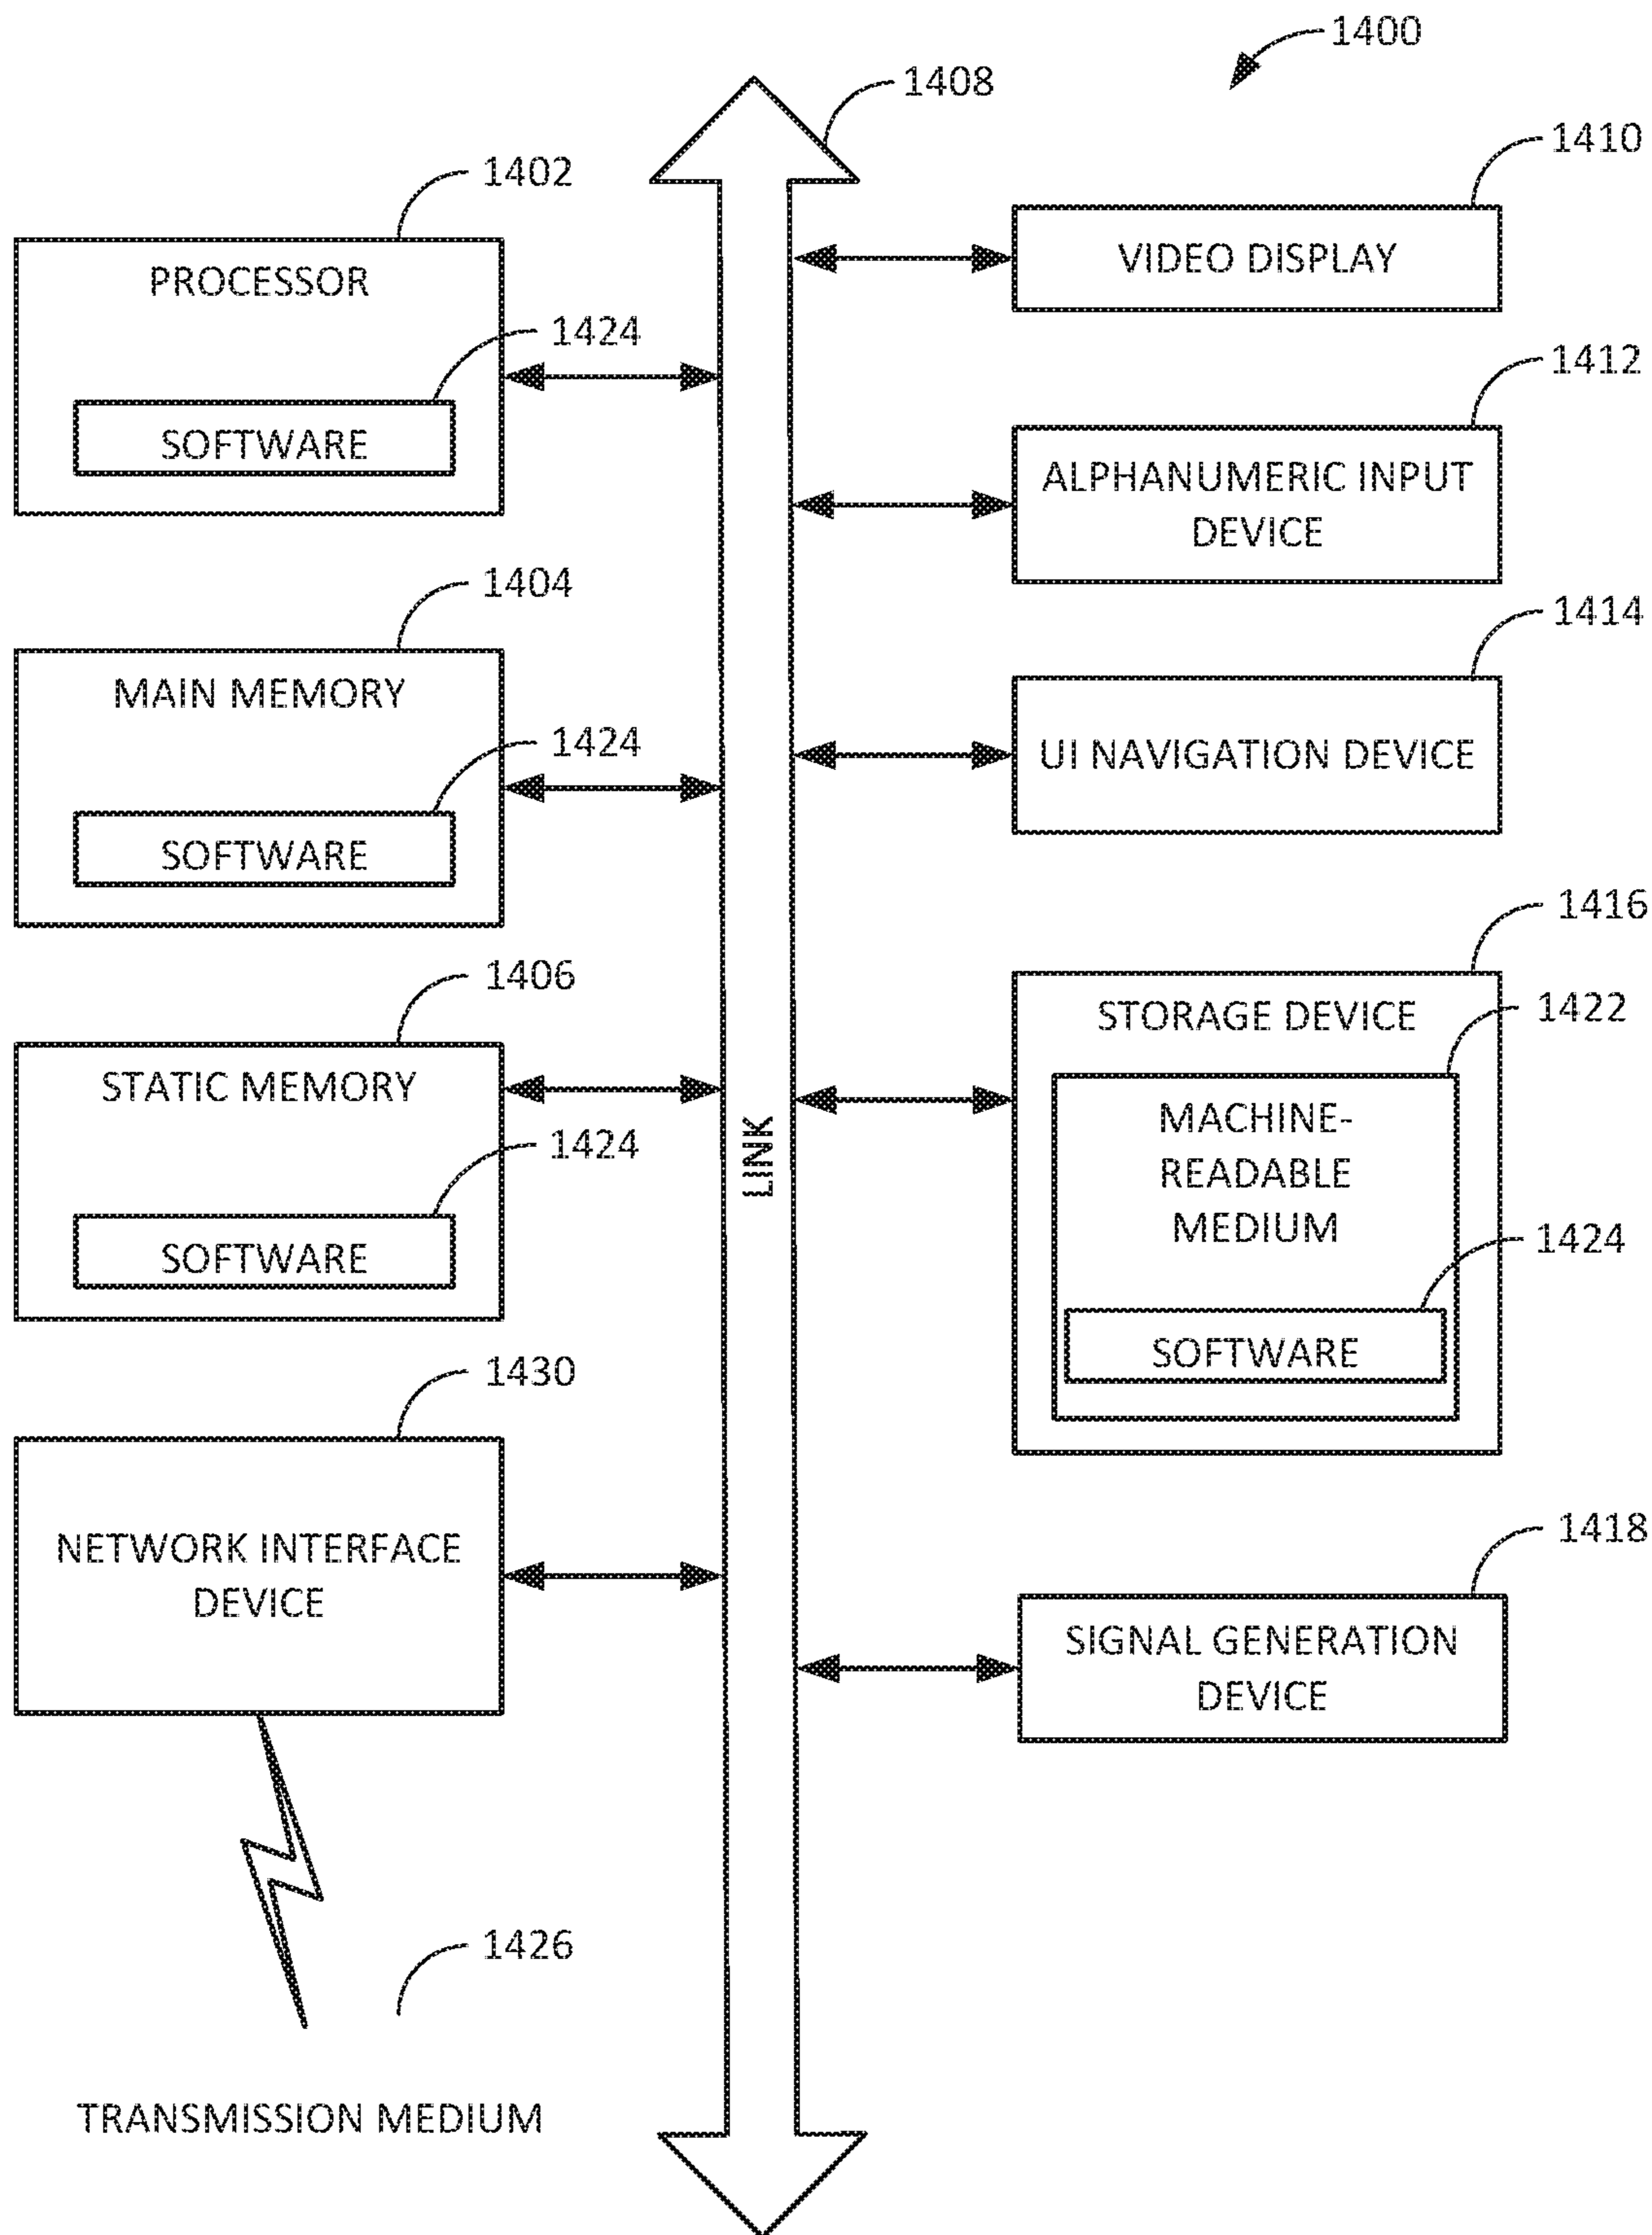 1400
1408
1402
PROCESSOR
1424
SOFTWARE
1404
MAIN MEMORY
1424
SOFTWARE
1406
STATIC MEMORY
1424
SOFTWARE
1430
NETWORK INTERFACE
DEVICE
1426
TRANSMISSION MEDIUM
LINK
1410
VIDEO DISPLAY
1412
ALPHANUMERIC INPUT
DEVICE
1414
UI NAVIGATION DEVICE
1416
STORAGE DEVICE
1422
MACHINE-
READABLE
MEDIUM
1424
SOFTWARE
1418
SIGNAL GENERATION
DEVICE